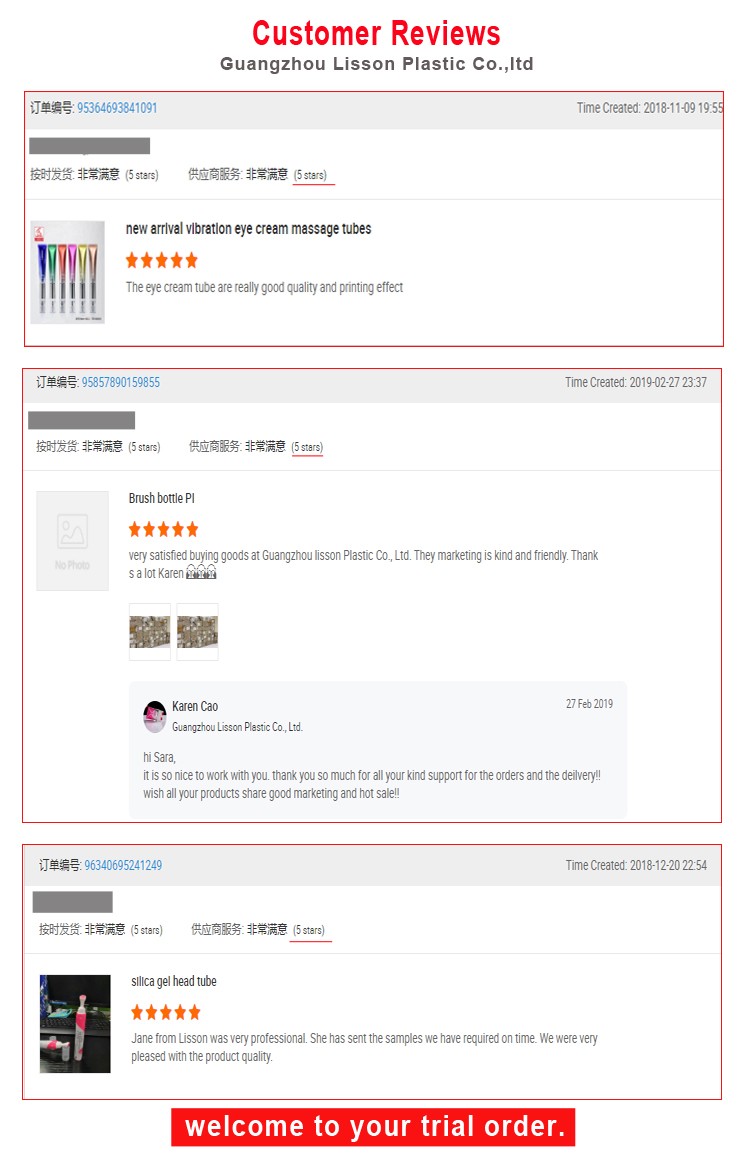 Customer Reviews
Guangzhou Lisson Plastic Co.,ltd
订单编号: 95364693841091
Time Created: 2018-11-09 19:55
按时发货: 非常满意 (5 stars) 供应商服务: 非常满意 (5 stars)
new arrival vibration eye cream massage tubes
The eye cream tube are really good quality and printing effect
订单编号: 95857890159855
Time Created: 2019-02-27 23:37
按时发货: 非常满意 (5 stars) 供应商服务: 非常满意 (5 stars)
Brush bottle Pl
No Photo
very satisfied buying goods at Guangzhou lisson Plastic Co., Ltd. They marketing is kind and friendly. Thank
s a lot Karen
Karen Cao
27 Feb 2019
Guangzhou Lisson Plastic Co., Ltd.
hi Sara,
it is so nice to work with you. thank you so much for all your kind support for the orders and the deilvery!!
wish all your products share good marketing and hot sale!!
订单编号: 96340695241249
Time Created: 2018-12-20 22:54
按时发货: 非常满意 (5 stars) 供应商服务: 非常满意 (5 stars)
silica gel head tube
Jane from Lisson was very professional. She has sent the samples we have required on time. We were very
pleased with the product quality.
welcome to your trial order.